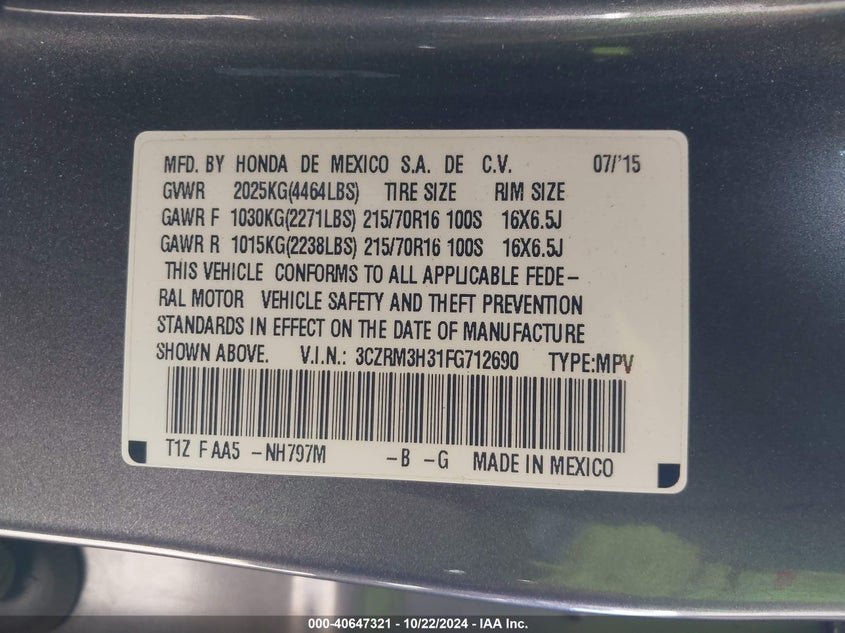 MFD. BY HONDA DE MEXICO S.A. DE C.V. 07/'15
GVWR 2025KG(4464LBS) TIRE SIZE RIM SIZE
GAWR F 1030KG(2271LBS) 215/70R16 100S 16X6.5J
GAWR R 1015KG(2238LBS) 215/70R16 100S 16X6.5J
THIS VEHICLE CONFORMS TO ALL APPLICABLE FEDE-
RAL MOTOR VEHICLE SAFETY AND THEFT PREVENTION
STANDARDS IN EFFECT ON THE DATE OF MANUFACTURE
SHOWN ABOVE. V.I.N.: 3CZRM3H31FG712690 TYPE:MPV
T1Z F AA5 -NH797M -B -G MADE IN MEXICO
000-40647321 - 10/22/2024 - IAA Inc.